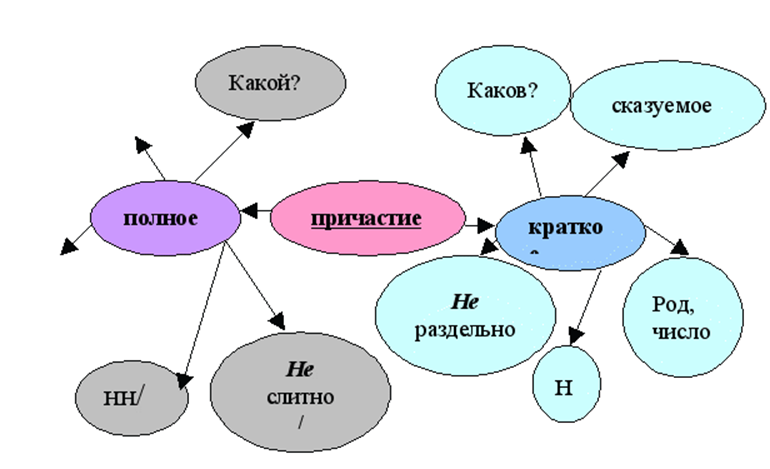 Какой?
Каков?
сказуемое
полное
причастие
кратко
Не
раздельно
Род,
число
Н
НН/
Не
слитно
/